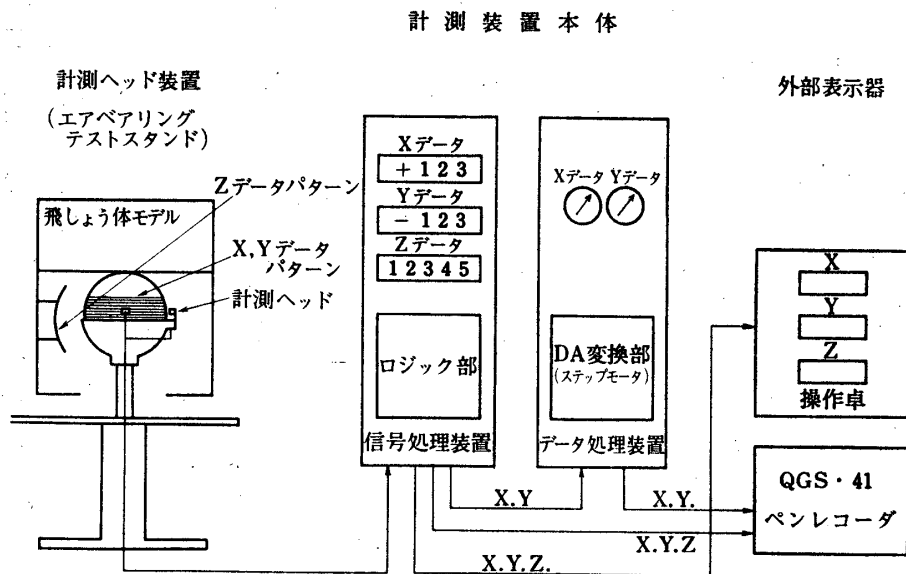 計測装置本体
計測ヘッド装置
(エアベアリング
テストスタンド)
外部表示器
Zデータパターン
飛しょう体モデル
X,Yデータ
パターン
計測ヘッド
Xデータ
+123
Yデータ
-123
Zデータ
12345
ロジック部
信号処理装置
Xデータ Yデータ
DA変換部
(ステップモータ)
データ処理装置
X
Y
Z
操作卓
QGS・41
ペンレコーダ
X.Y
X.Y.
X.Y.Z
X.Y.Z.